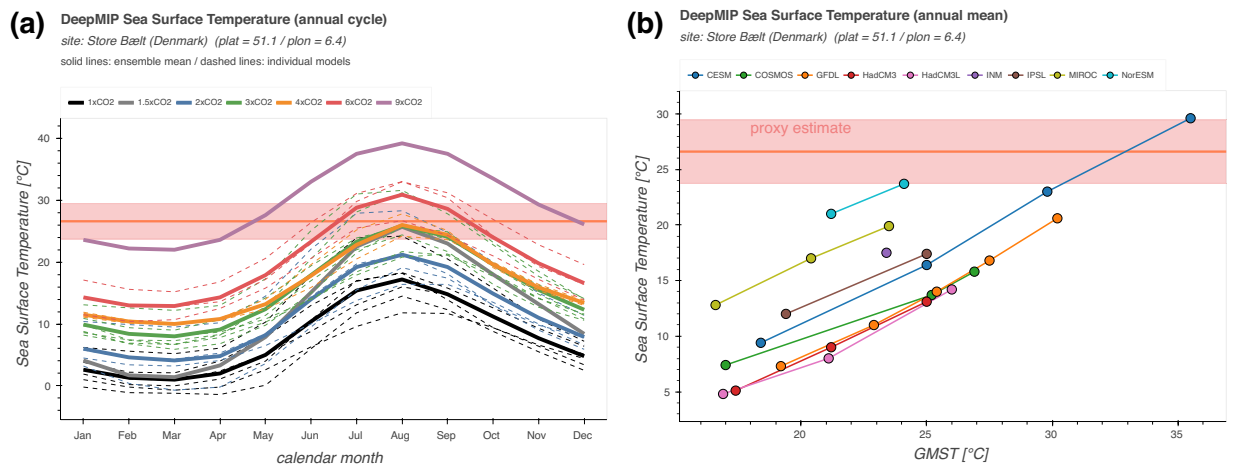 (a)
DeepMIP Sea Surface Temperature (annual cycle)
site: Store Bælt (Denmark) (plat = 51.1 / plon = 6.4)
solid lines: ensemble mean / dashed lines: individual models
1xCO2 1.5xCO2 2xCO2 3xCO2 4xCO2 6xCO2 9xCO2
Sea Surface Temperature [°C]
40
30
20
10
0
Jan Feb Mar Apr May Jun Jul Aug Sep Oct Nov Dec
calendar month
(b)
DeepMIP Sea Surface Temperature (annual mean)
site: Store Bælt (Denmark) (plat = 51.1 / plon = 6.4)
CESM COSMOS GFDL HadCM3 HadCM3L INM IPSL MIROC NorESM
Sea Surface Temperature [°C]
proxy estimate
30
25
20
15
10
5
20 25 30 35
GMST [°C]